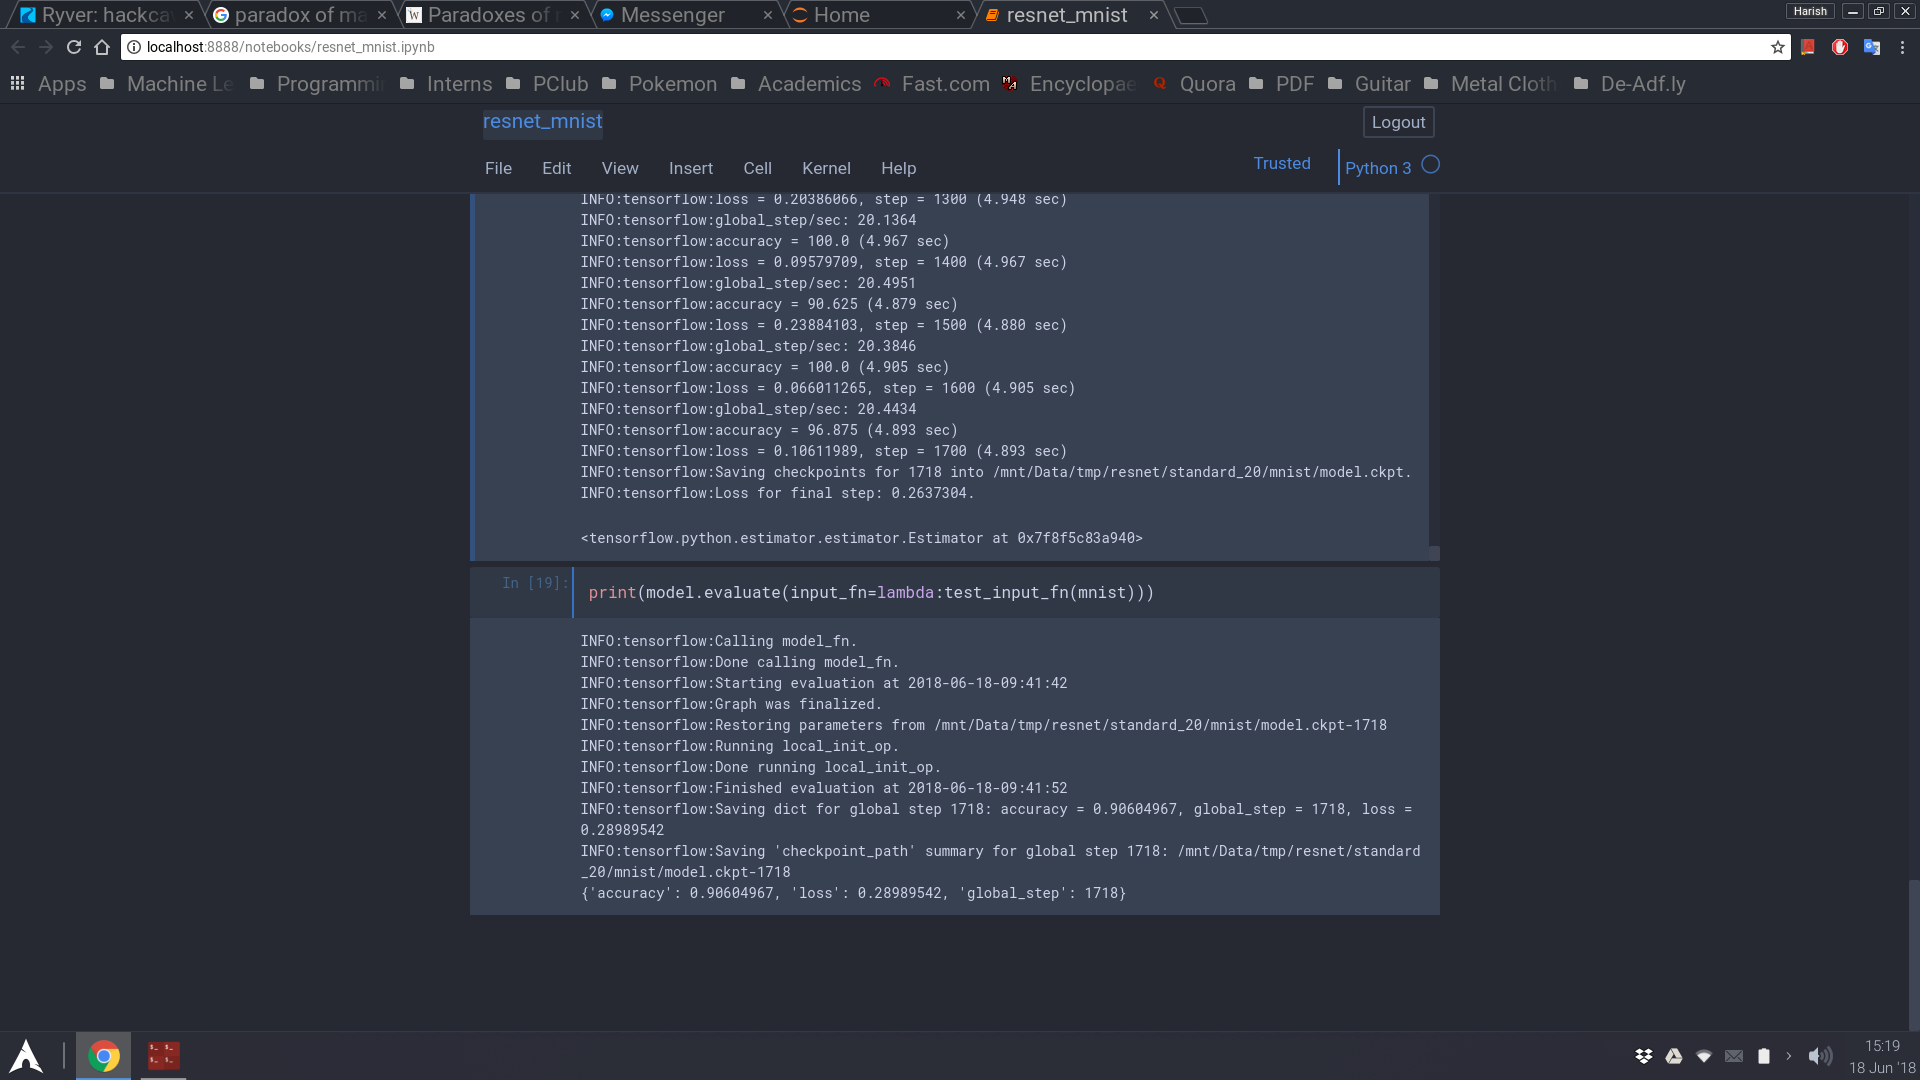 Ryver: hackcav
paradox of ma
Paradoxes of
Messenger
Home
resnet_mnist
Harish
localhost:8888/notebooks/resnet_mnist.ipynb
Apps Machine Le Programmi Interns PClub Pokemon Academics Fast.com Encyclopae Quora PDF Guitar Metal Cloth De-Adf.ly
resnet_mnist
Logout
File Edit View Insert Cell Kernel Help
Trusted
Python 3
INFO:tensorflow:loss = 0.20386066, step = 1300 (4.948 sec)
INFO:tensorflow:global_step/sec: 20.1364
INFO:tensorflow:accuracy = 100.0 (4.967 sec)
INFO:tensorflow:loss = 0.09579709, step = 1400 (4.967 sec)
INFO:tensorflow:global_step/sec: 20.4951
INFO:tensorflow:accuracy = 90.625 (4.879 sec)
INFO:tensorflow:loss = 0.23884103, step = 1500 (4.880 sec)
INFO:tensorflow:global_step/sec: 20.3846
INFO:tensorflow:accuracy = 100.0 (4.905 sec)
INFO:tensorflow:loss = 0.066011265, step = 1600 (4.905 sec)
INFO:tensorflow:global_step/sec: 20.4434
INFO:tensorflow:accuracy = 96.875 (4.893 sec)
INFO:tensorflow:loss = 0.10611989, step = 1700 (4.893 sec)
INFO:tensorflow:Saving checkpoints for 1718 into /mnt/Data/tmp/resnet/standard_20/mnist/model.ckpt.
INFO:tensorflow:Loss for final step: 0.2637304.
<tensorflow.python.estimator.estimator.Estimator at 0x7f8f5c83a940>
In [19]: print(model.evaluate(input_fn=lambda:test_input_fn(mnist)))
INFO:tensorflow:Calling model_fn.
INFO:tensorflow:Done calling model_fn.
INFO:tensorflow:Starting evaluation at 2018-06-18-09:41:42
INFO:tensorflow:Graph was finalized.
INFO:tensorflow:Restoring parameters from /mnt/Data/tmp/resnet/standard_20/mnist/model.ckpt-1718
INFO:tensorflow:Running local_init_op.
INFO:tensorflow:Done running local_init_op.
INFO:tensorflow:Finished evaluation at 2018-06-18-09:41:52
INFO:tensorflow:Saving dict for global step 1718: accuracy = 0.90604967, global_step = 1718, loss =
0.28989542
INFO:tensorflow:Saving 'checkpoint_path' summary for global step 1718: /mnt/Data/tmp/resnet/standard
_20/mnist/model.ckpt-1718
{'accuracy': 0.90604967, 'loss': 0.28989542, 'global_step': 1718}
15:19
18 Jun '18